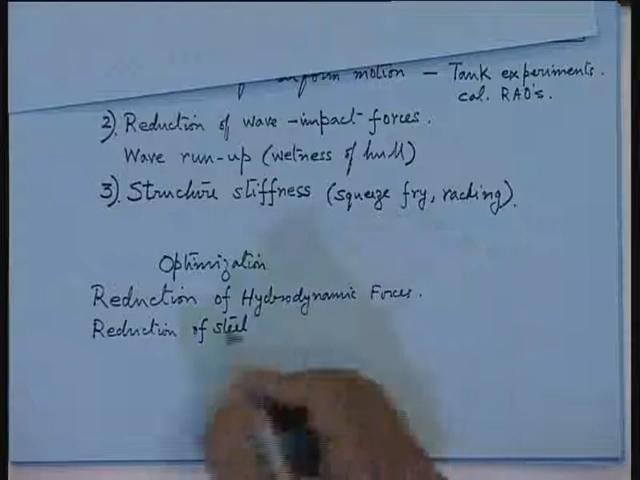 motion - Tank experiments.
cal. RAO's.
2). Reduction of wave-impact forces.
Wave run-up (wetness of hull)
3). Structure stiffness (squeeze fry, racking).
Optimization
Reduction of Hydrodynamic Forces.
Reduction of steel